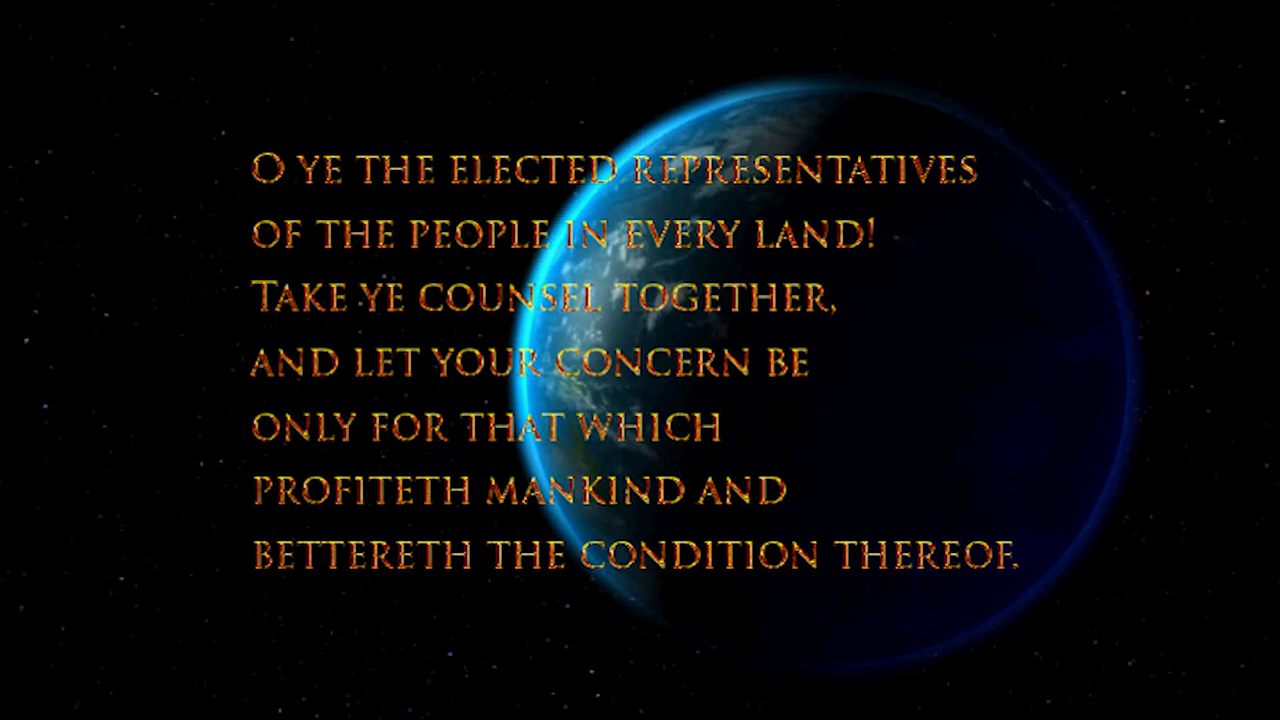 O YE THE ELECTED REPRESENTATIVES
OF THE PEOPLE IN EVERY LAND!
TAKE YE COUNSEL TOGETHER,
AND LET YOUR CONCERN BE
ONLY FOR THAT WHICH
PROFITETH MANKIND AND
BETTERETH THE CONDITION THEREOF.